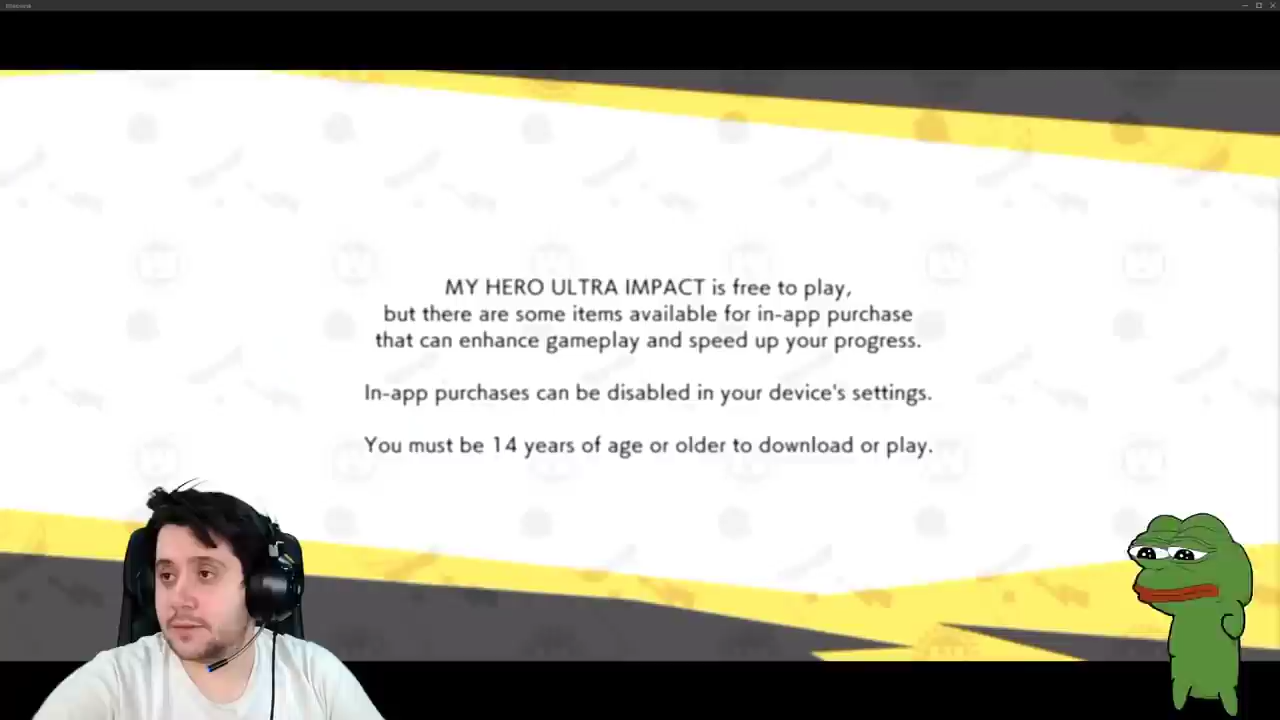 MY HERO ULTRA IMPACT is free to play,
but there are some items available for in-app purchase
that can enhance gameplay and speed up your progress.
In-app purchases can be disabled in your device's settings.
You must be 14 years of age or older to download or play.